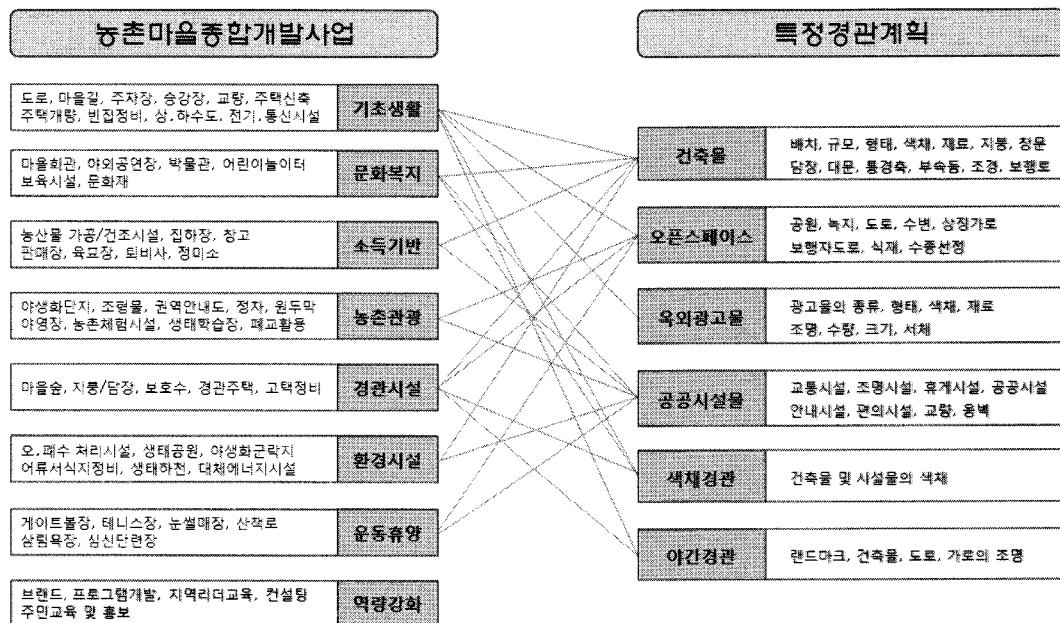 농촌마을종합개발사업
도로, 마을길, 주차장, 승강장, 교량, 주택신축
주택개량, 빈집정비, 상.하수도, 전기.통신시설
기초생활
마을회관, 야외공연장, 박물관, 어린이놀이터
보육시설, 문화재
문화복지
농산물 가공/건조시설, 집하장, 창고
판매장, 육묘장, 퇴비사, 정미소
소득기반
야생화단지, 조형물, 권역안내도, 정자, 원두막
야영장, 농촌체험시설, 생태학습장, 폐교활용
농촌관광
마을숲, 지붕/담장, 보호수, 경관주택, 고택정비
경관시설
오.폐수 처리시설, 생태공원, 야생화군락지
어류서식지정비, 생태하천, 대체에너지시설
환경시설
게이트볼장, 테니스장, 눈썰매장, 산책로
삼림욕장, 심신단련장
운동휴양
브랜드, 프로그램개발, 지역리더교육, 컨설팅
주민교육 및 홍보
역량강화
특정경관계획
건축물
배치, 규모, 형태, 색채, 재료, 지붕, 창문
담장, 대문, 통경축, 부속동, 조경, 보행로
오픈스페이스
공원, 녹지, 도로, 수변, 상징가로
보행자도로, 식재, 수종선정
옥외광고물
광고물의 종류, 형태, 색채, 재료
조명, 수량, 크기, 서체
공공시설물
교통시설, 조명시설, 휴게시설, 공공시설
안내시설, 편의시설, 교량, 옹벽
색채경관
건축물 및 시설물의 색채
야간경관
랜드마크, 건축물, 도로, 가로의 조명